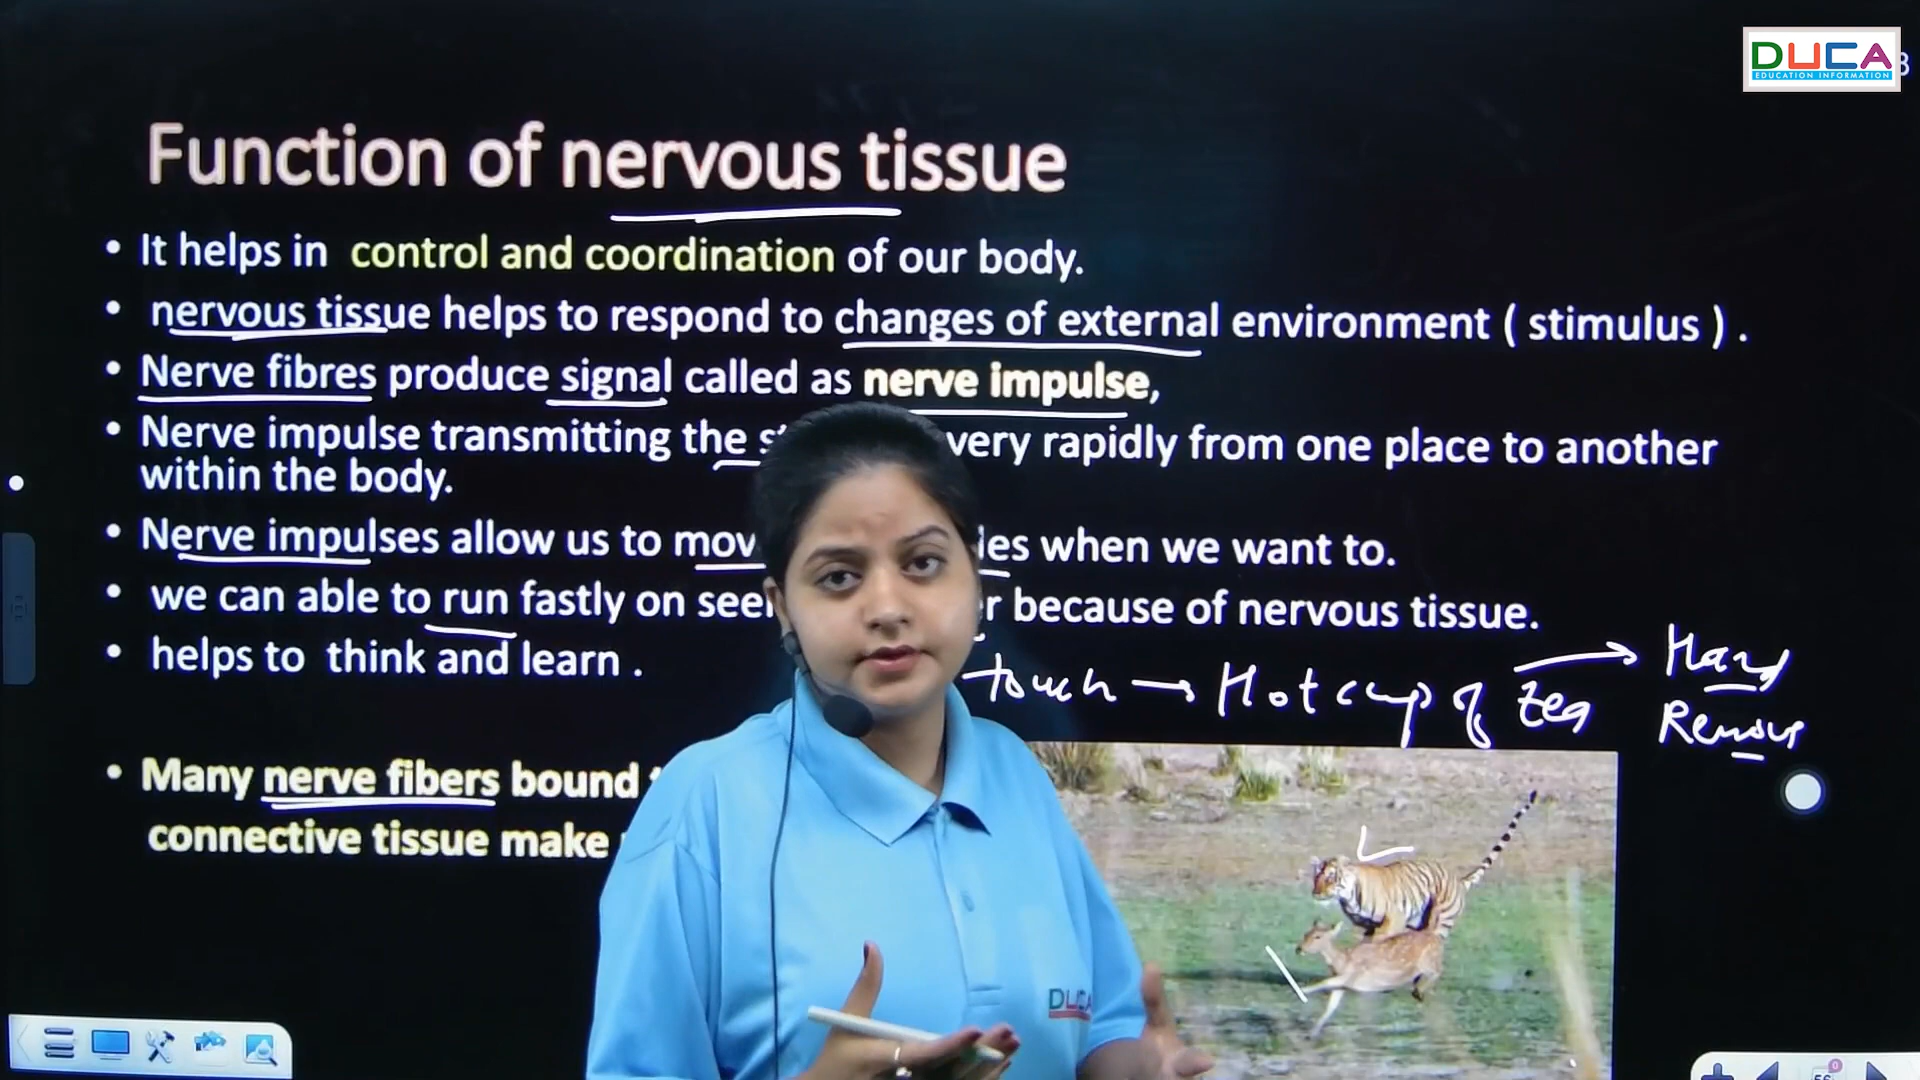 DUCA
EDUCATION INFORMATION
Function of nervous tissue
• It helps in control and coordination of our body.
• nervous tissue helps to respond to changes of external environment ( stimulus ) .
• Nerve fibres produce signal called as nerve impulse,
• Nerve impulse transmitting the very rapidly from one place to another
within the body.
• Nerve impulses allow us to when we want to.
• we can able to run fastly on because of nervous tissue.
• helps to think and learn .
touch → Hot cup of tea → Hand
Remove
• Many nerve fibers bound
connective tissue make
DUCA